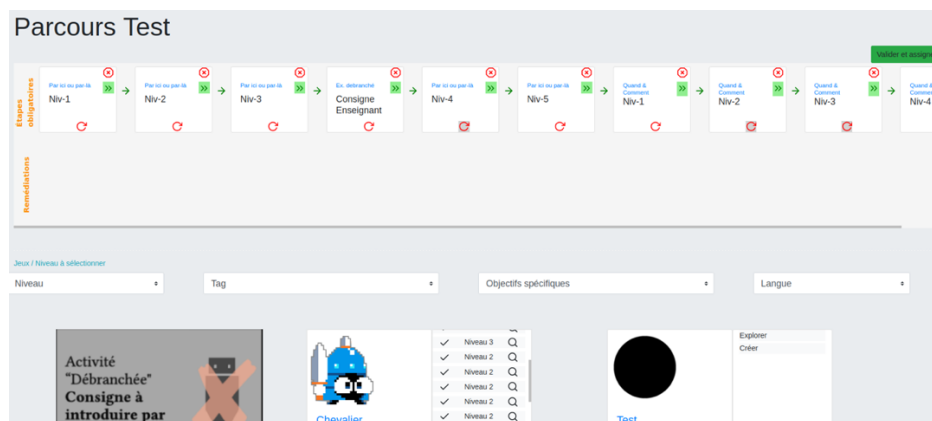 Parcours Test
Valider et assigner
Étapes obligatoires
Par ici ou par-là
Niv-1
Par ici ou par-là
Niv-2
Par ici ou par-là
Niv-3
Ex. débranché
Consigne
Enseignant
Par ici ou par-là
Niv-4
Par ici ou par-là
Niv-5
Quand &
Comment
Niv-1
Quand &
Comment
Niv-2
Quand &
Comment
Niv-3
Quand &
Comment
Niv-4
Remédiations
Jeux / Niveau à sélectionner
Niveau
Tag
Objectifs spécifiques
Langue
Activité
"Débranchée"
Consigne à
introduire par
Chevalier
Niveau 3
Niveau 2
Niveau 2
Niveau 2
Niveau 2
Niveau 2
Test
Explorer
Créer